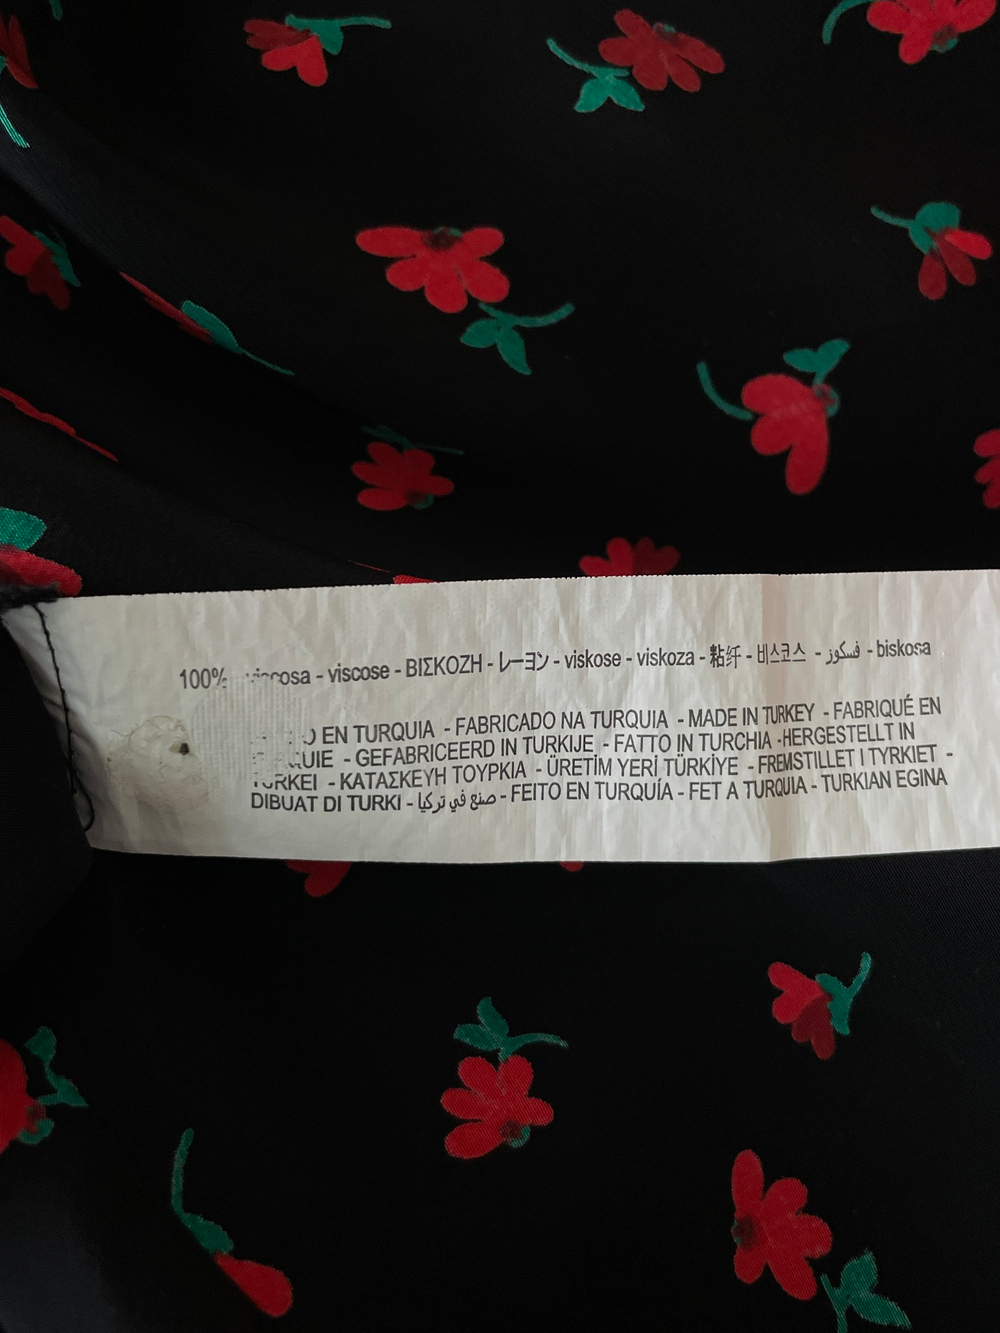 100% viscosa - viscose - ΒΙΣΚΟΖΗ - レーヨン - viskose - viskoza - 粘纤 - 비스코스 - فسكوز - biskosa
EN TURQUIA - FABRICADO NA TURQUIA - MADE IN TURKEY - FABRIQUÉ EN
- GEFABRICEERD IN TURKIJE - FATTO IN TURCHIA -HERGESTELLT IN
- ΚΑΤΑΣΚΕΥΗ ΤΟΥΡΚΙΑ - ÜRETİM YERİ TÜRKİYE - FREMSTILLET I TYRKIET -
DIBUAT DI TURKI - صنع في تركيا - FEITO EN TURQUÍA - FET A TURQUIA - TURKIAN EGINA